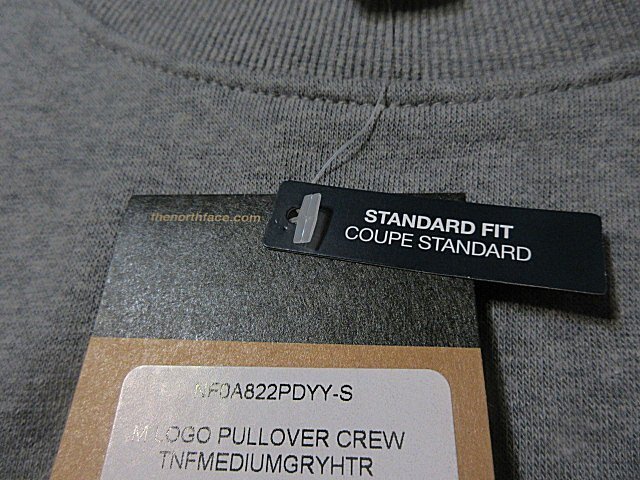 thenorthface.com
STANDARD FIT
COUPE STANDARD
NF0A822PDYY-S
M LOGO PULLOVER CREW
TNFMEDIUMGRYHTR